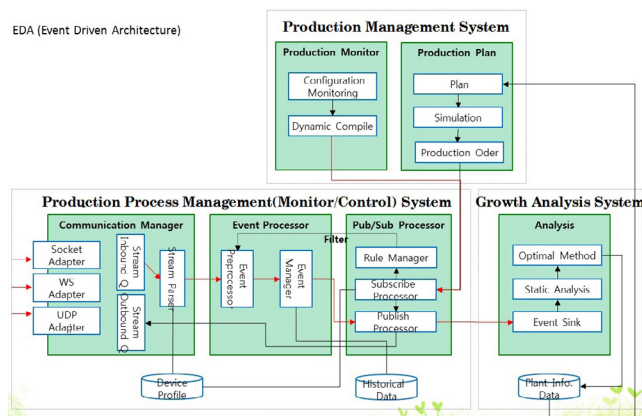 EDA (Event Driven Architecture)
Production Management System
Production Monitor
Configuration
Monitoring
Dynamic Compile
Production Plan
Plan
Simulation
Production Oder
Production Process Management(Monitor/Control) System
Communication Manager
Socket
Adapter
WS
Adapter
UDP
Adapter
Stream
Inbound Q
Stream
Outbound Q
Stream Parser
Event Processor
Event
Preprocessor
Event
Manager
Pub/Sub Processor
Filter
Rule Manager
Subscribe
Processor
Publish
Processor
Device
Profile
Historical
Data
Growth Analysis System
Analysis
Optimal Method
Static Analysis
Event Sink
Plant Info.
Data